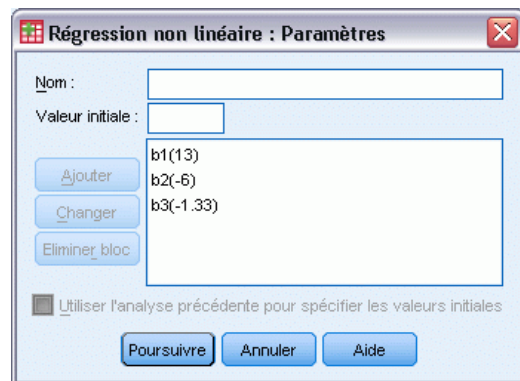 Régression non linéaire : Paramètres
Nom :
Valeur initiale :
b1(13)
b2(-6)
b3(-1.33)
Ajouter
Changer
Eliminer bloc
Utiliser l'analyse précédente pour spécifier les valeurs initiales
Poursuivre Annuler Aide